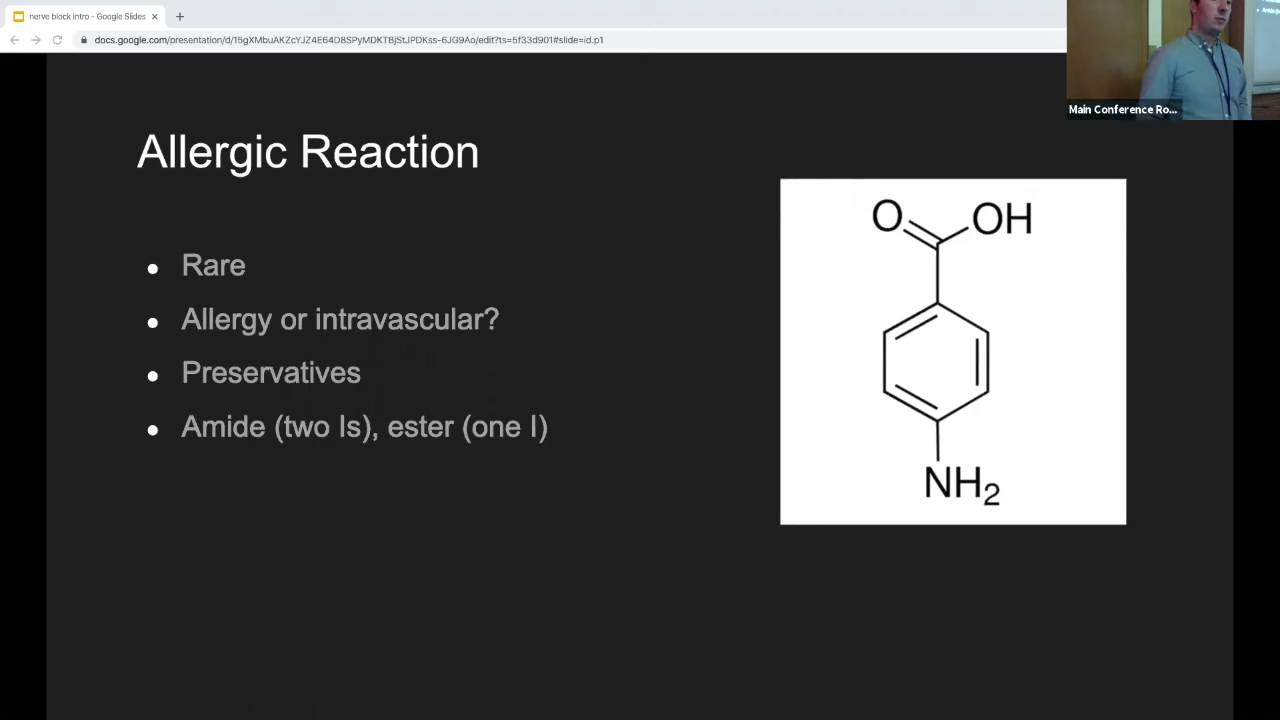 nerve block intro - Google Slides
docs.google.com/presentation/d/15gXMbuAKZcYJZ4E64D8SPyMDKTBjStJPDKss-6JG9Ao/edit?ts=5f33d901#slide=id.p1
Main Conference Ro...
Allergic Reaction
• Rare
• Allergy or intravascular?
• Preservatives
• Amide (two Is), ester (one I)
O OH
NH2